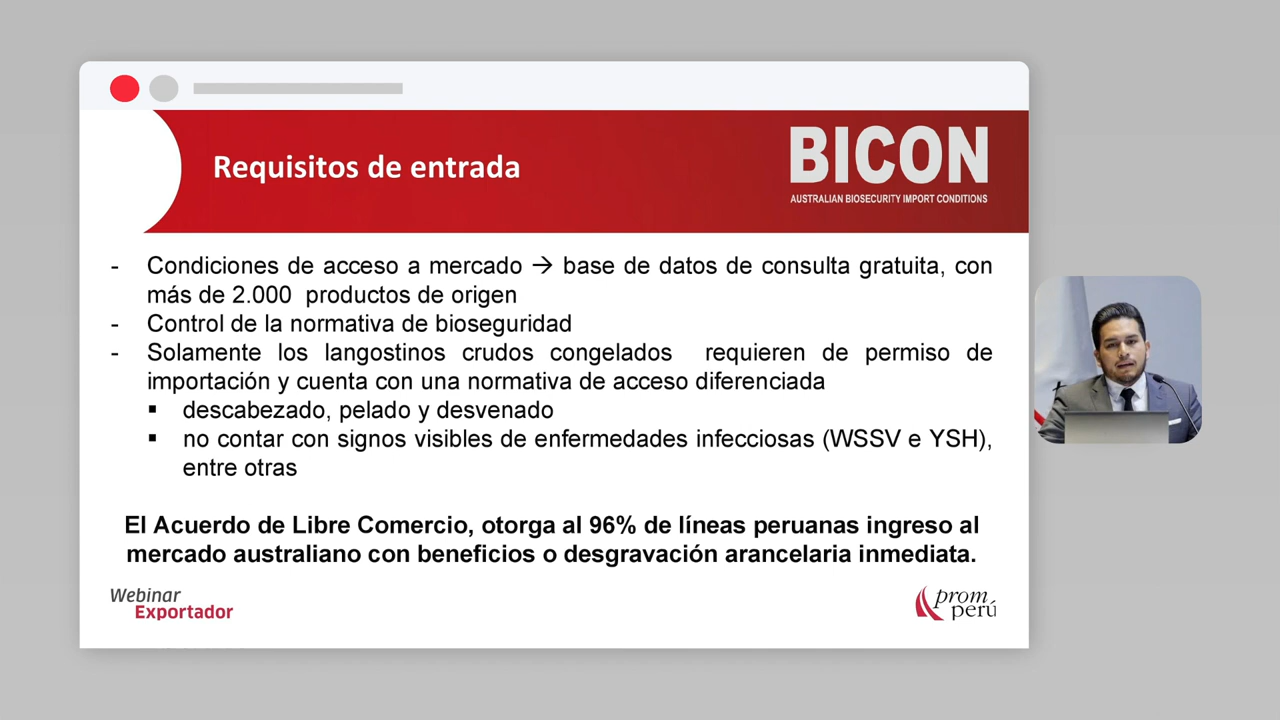 Requisitos de entrada
BICON
AUSTRALIAN BIOSECURITY IMPORT CONDITIONS
- Condiciones de acceso a mercado → base de datos de consulta gratuita, con
más de 2.000 productos de origen
- Control de la normativa de bioseguridad
- Solamente los langostinos crudos congelados requieren de permiso de
importación y cuenta con una normativa de acceso diferenciada
▪ descabezado, pelado y desvenado
▪ no contar con signos visibles de enfermedades infecciosas (WSSV e YSH),
entre otras
El Acuerdo de Libre Comercio, otorga al 96% de líneas peruanas ingreso al
mercado australiano con beneficios o desgravación arancelaria inmediata.
Webinar
Exportador
prom
perú